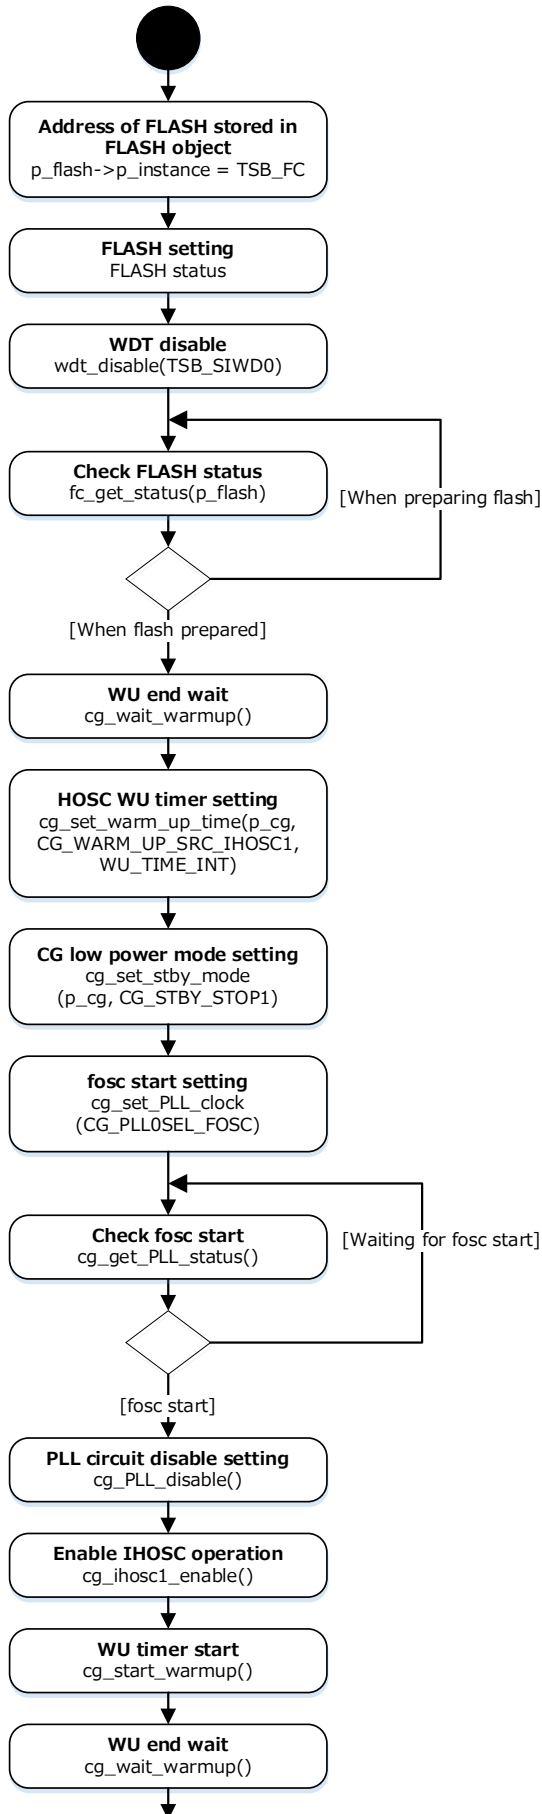 Address of FLASH stored in
FLASH object
p_flash->p_instance = TSB_FC
FLASH setting
FLASH status
WDT disable
wdt_disable(TSB_SIWD0)
Check FLASH status
fc_get_status(p_flash)
[When preparing flash]
[When flash prepared]
WU end wait
cg_wait_warmup()
HOSC WU timer setting
cg_set_warm_up_time(p_cg,
CG_WARM_UP_SRC_IHOSC1,
WU_TIME_INT)
CG low power mode setting
cg_set_stby_mode
(p_cg, CG_STBY_STOP1)
fosc start setting
cg_set_PLL_clock
(CG_PLL0SEL_FOSC)
Check fosc start
cg_get_PLL_status()
[Waiting for fosc start]
[fosc start]
PLL circuit disable setting
cg_PLL_disable()
Enable IHOSC operation
cg_ihosc1_enable()
WU timer start
cg_start_warmup()
WU end wait
cg_wait_warmup()